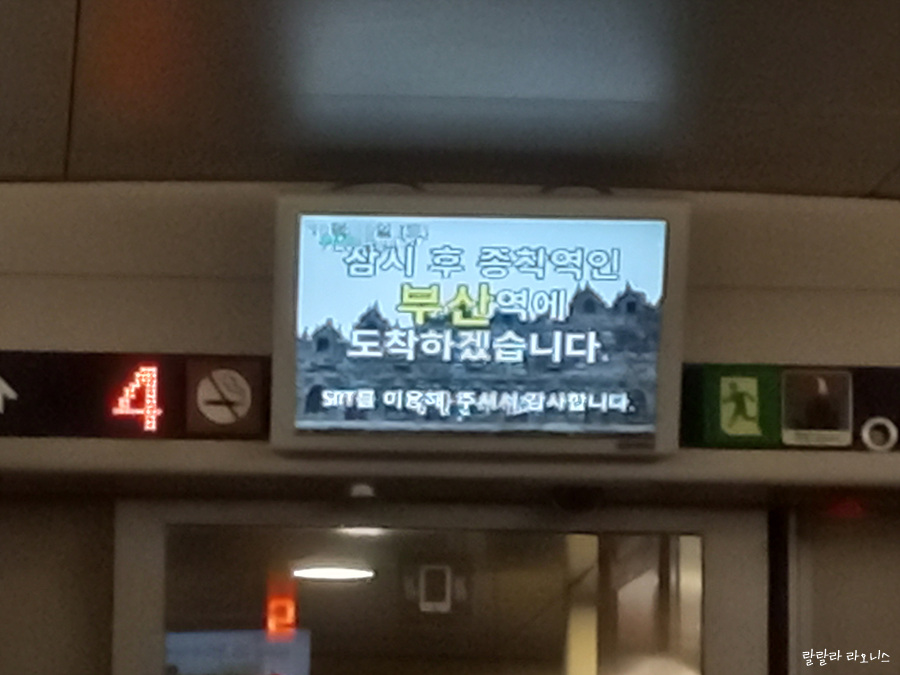 잠시 후 종착역인
부산역에
도착하겠습니다.
SRT를 이용해 주셔서 감사합니다.
4
랄랄라 라오니스